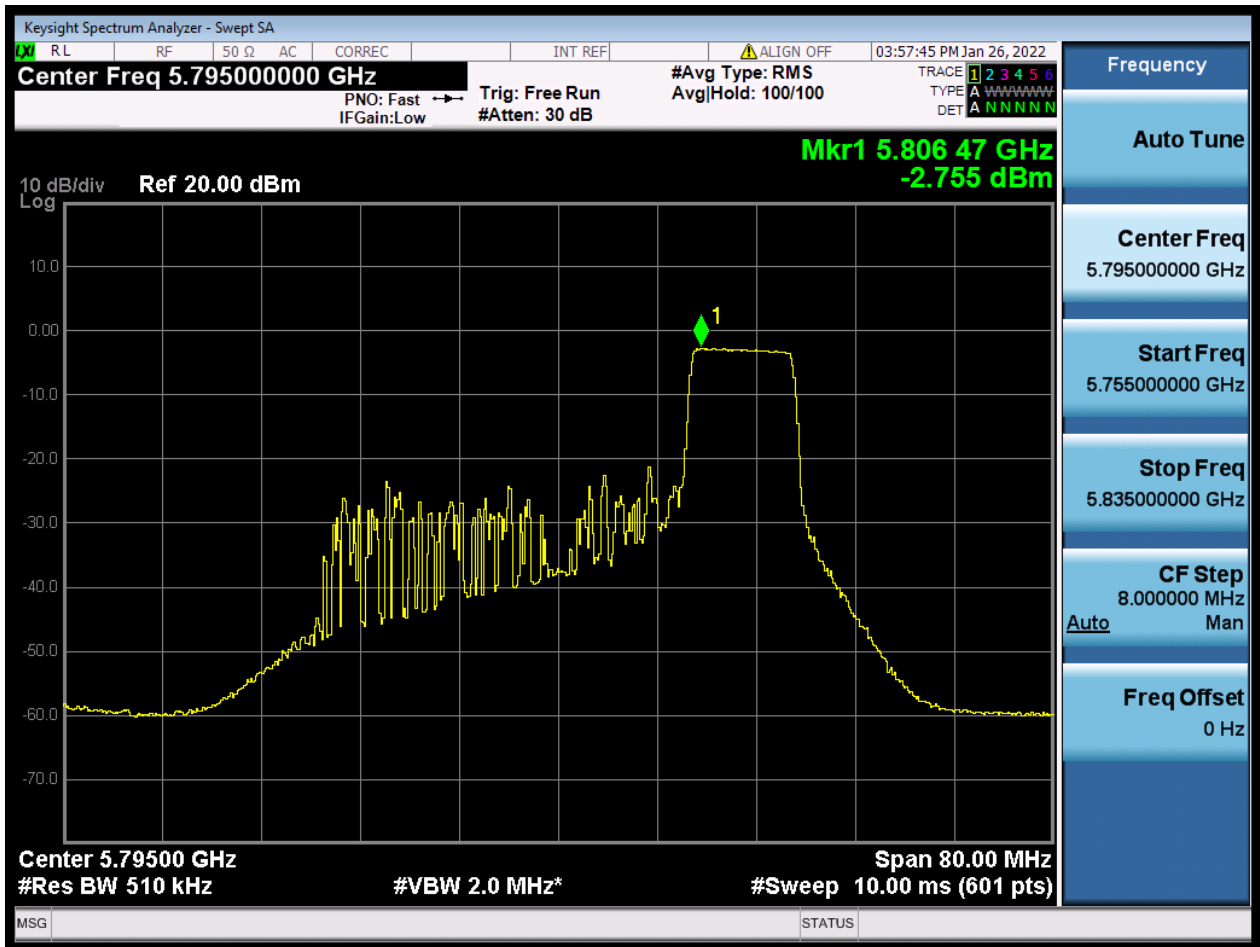 Keysight Spectrum Analyzer - Swept SA
LXI RL RF 50 Ω AC CORREC INT REF ALIGN OFF 03:57:45 PM Jan 26, 2022
Center Freq 5.795000000 GHz
PNO: Fast
IFGain:Low
Trig: Free Run
#Atten: 30 dB
#Avg Type: RMS
Avg|Hold: 100/100
TRACE 1 2 3 4 5 6
TYPE A WWWWW
DET A N N N N N
Mkr1 5.806 47 GHz
-2.755 dBm
10 dB/div Ref 20.00 dBm
Log
10.0
0.00
-10.0
-20.0
-30.0
-40.0
-50.0
-60.0
-70.0
1
Center 5.79500 GHz Span 80.00 MHz
#Res BW 510 kHz #VBW 2.0 MHz* #Sweep 10.00 ms (601 pts)
MSG STATUS
Frequency
Auto Tune
Center Freq
5.795000000 GHz
Start Freq
5.755000000 GHz
Stop Freq
5.835000000 GHz
CF Step
8.000000 MHz
Auto Man
Freq Offset
0 Hz